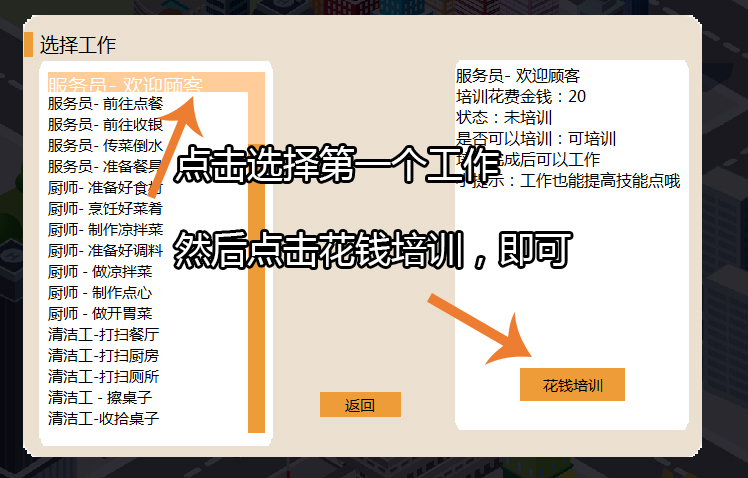 选择工作
服务员- 欢迎顾客
服务员- 前往点餐
服务员- 前往收银
服务员- 传菜倒水
服务员- 准备餐具
厨师- 准备好食材
厨师- 烹饪好菜肴
厨师- 制作凉拌菜
厨师- 准备好调料
厨师 - 做凉拌菜
厨师 - 制作点心
厨师 - 做开胃菜
清洁工-打扫餐厅
清洁工-打扫厨房
清洁工-打扫厕所
清洁工 - 擦桌子
清洁工-收拾桌子
点击选择第一个工作
然后点击花钱培训，即可
返回
服务员- 欢迎顾客
培训花费金钱：20
状态：未培训
是否可以培训：可培训
完成后可以工作
小提示：工作也能提高技能点哦
花钱培训